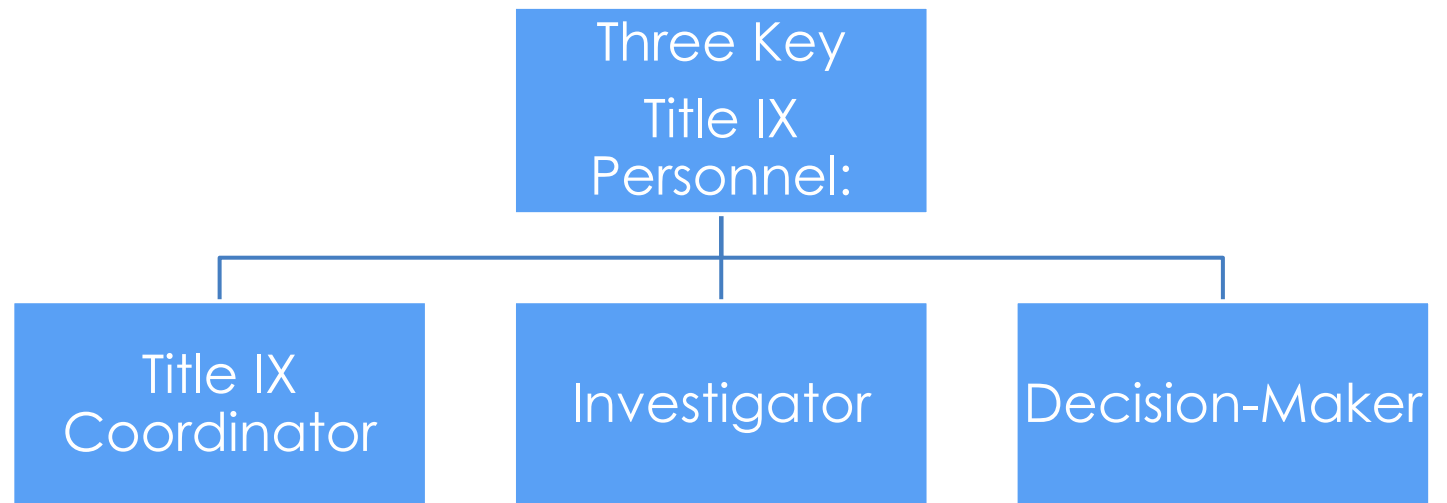 Three Key
Title IX
Personnel:
Title IX
Coordinator
Investigator
Decision-Maker